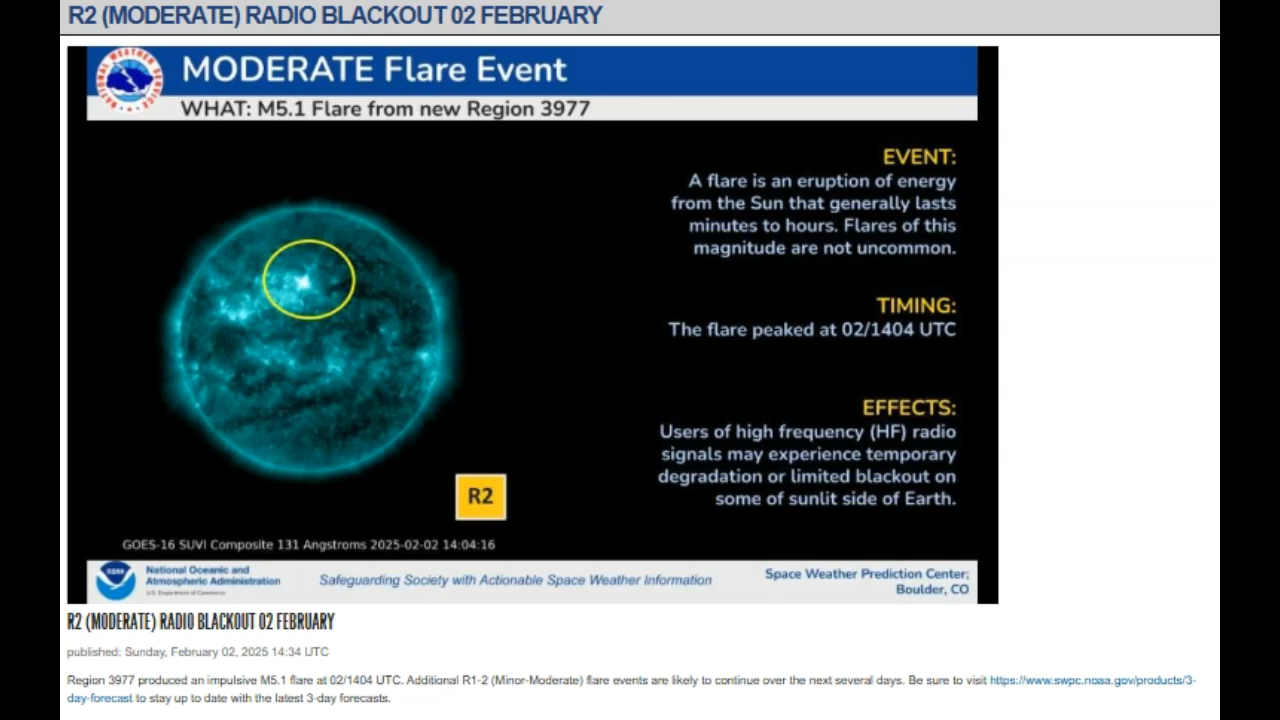 R2 (MODERATE) RADIO BLACKOUT 02 FEBRUARY
NATIONAL WEATHER SERVICE
MODERATE Flare Event
WHAT: M5.1 Flare from new Region 3977
EVENT:
A flare is an eruption of energy
from the Sun that generally lasts
minutes to hours. Flares of this
magnitude are not uncommon.
TIMING:
The flare peaked at 02/1404 UTC
EFFECTS:
Users of high frequency (HF) radio
signals may experience temporary
degradation or limited blackout on
some of sunlit side of Earth.
R2
GOES-16 SUVI Composite 131 Angstroms 2025-02-02 14:04:16
NOAA
National Oceanic and
Atmospheric Administration
U.S. Department of Commerce
Safeguarding Society with Actionable Space Weather Information
Space Weather Prediction Center;
Boulder, CO
R2 (MODERATE) RADIO BLACKOUT 02 FEBRUARY
published: Sunday, February 02, 2025 14:34 UTC
Region 3977 produced an impulsive M5.1 flare at 02/1404 UTC. Additional R1-2 (Minor-Moderate) flare events are likely to continue over the next several days. Be sure to visit https://www.swpc.noaa.gov/products/3-
day-forecast to stay up to date with the latest 3-day forecasts.